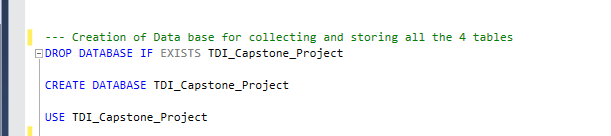 --- Creation of Data base for collecting and storing all the 4 tables
DROP DATABASE IF EXISTS TDI_Capstone_Project
CREATE DATABASE TDI_Capstone_Project
USE TDI_Capstone_Project